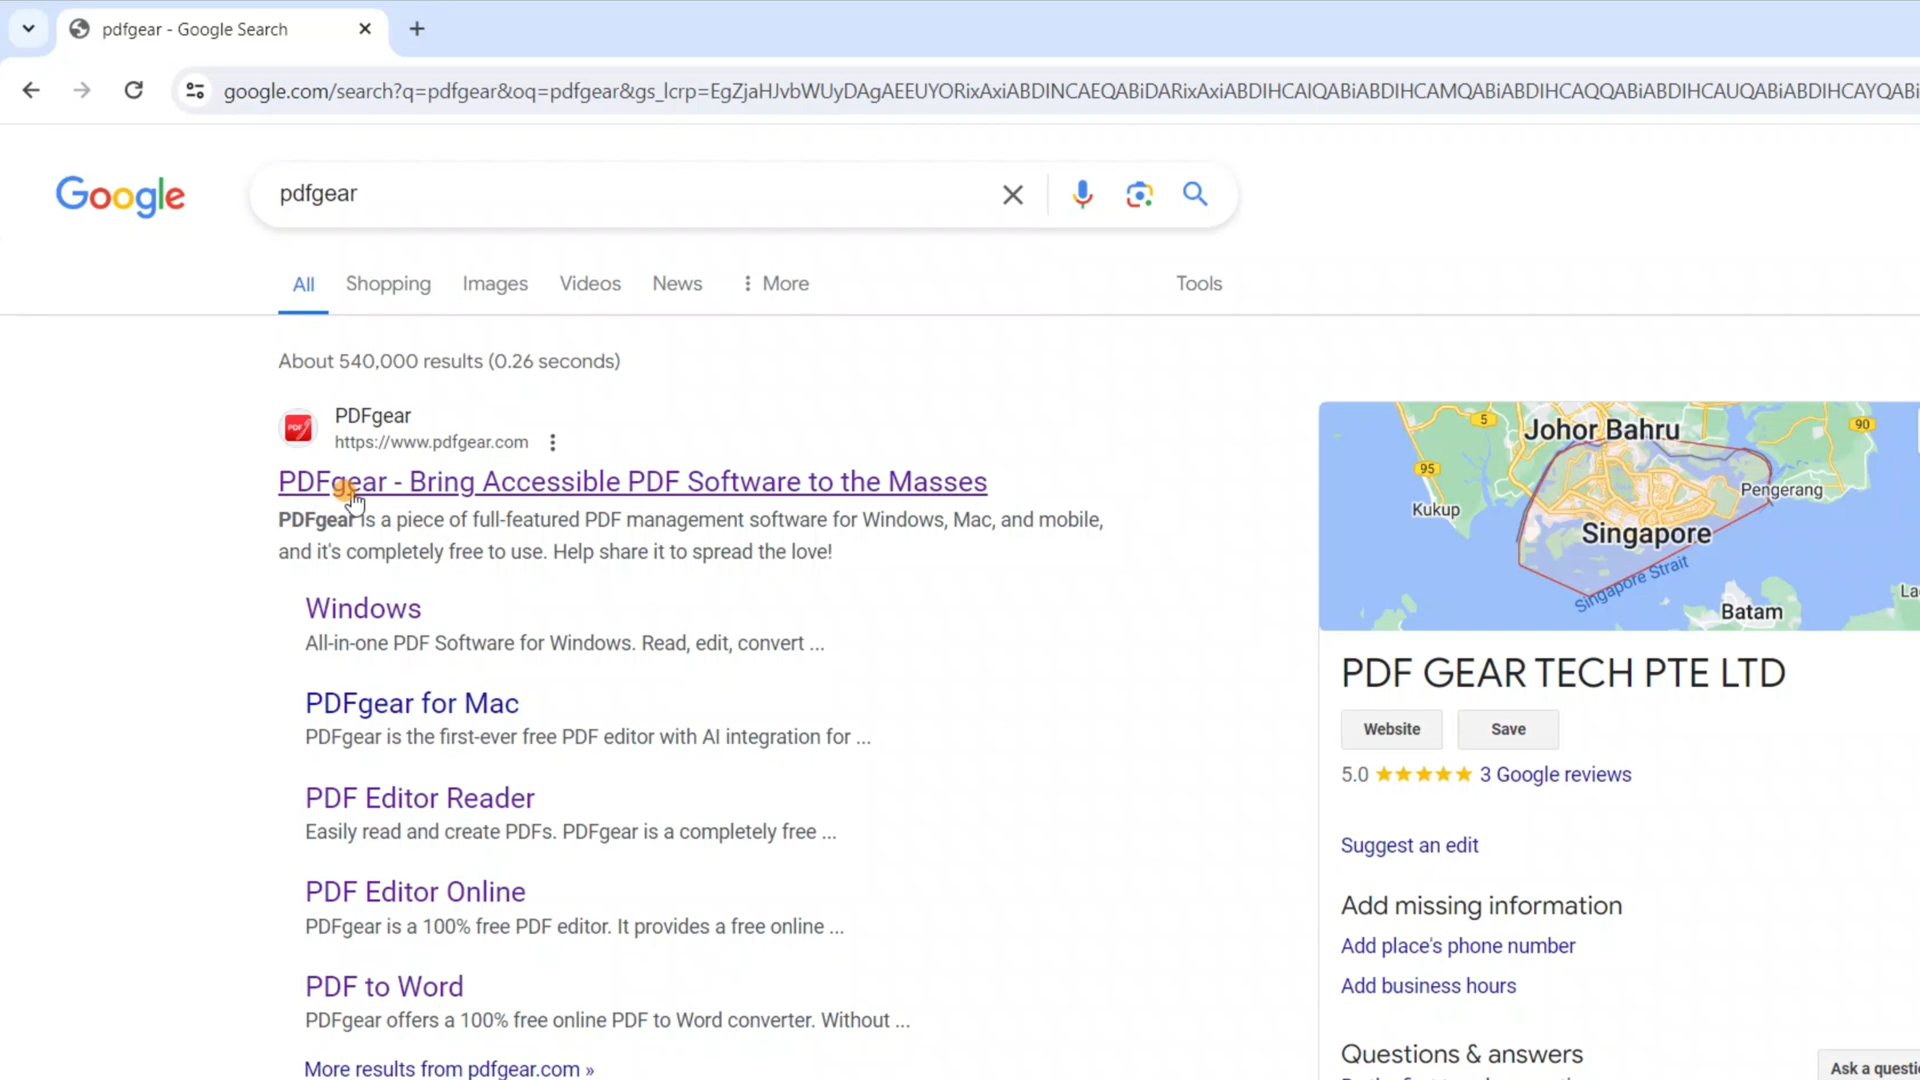 pdfgear - Google Search
google.com/search?q=pdfgear&oq=pdfgear&gs_lcrp=EgZjaHJvbWUyDAgAEEUYORixAxiABDINCAEQABiDARixAxiABDIHCAIQABiABDIHCAMQABiABDIHCAQQABiABDIHCAUQABiABDIHCAYQABi
Google
pdfgear
All Shopping Images Videos News More Tools
About 540,000 results (0.26 seconds)
PDFgear
https://www.pdfgear.com
PDFgear - Bring Accessible PDF Software to the Masses
PDFgear is a piece of full-featured PDF management software for Windows, Mac, and mobile,
and it's completely free to use. Help share it to spread the love!
Windows
All-in-one PDF Software for Windows. Read, edit, convert ...
PDFgear for Mac
PDFgear is the first-ever free PDF editor with AI integration for ...
PDF Editor Reader
Easily read and create PDFs. PDFgear is a completely free ...
PDF Editor Online
PDFgear is a 100% free PDF editor. It provides a free online ...
PDF to Word
PDFgear offers a 100% free online PDF to Word converter. Without ...
More results from pdfgear.com »
5
90
Johor Bahru
95
Pengerang
Kukup
Singapore
Singapore Strait
Batam
PDF GEAR TECH PTE LTD
Website Save
5.0 3 Google reviews
Suggest an edit
Add missing information
Add place's phone number
Add business hours
Questions & answers
Ask a questi